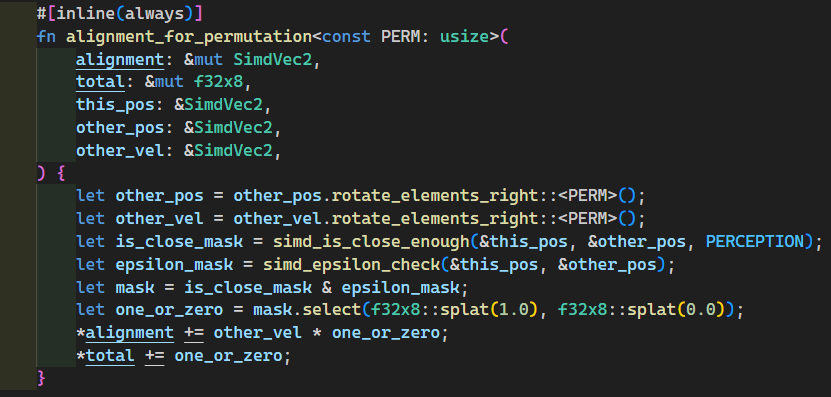 #[inline(always)]
fn alignment_for_permutation<const PERM: usize>(
    alignment: &mut SimdVec2,
    total: &mut f32x8,
    this_pos: &SimdVec2,
    other_pos: &SimdVec2,
    other_vel: &SimdVec2,
) {
    let other_pos = other_pos.rotate_elements_right::<PERM>();
    let other_vel = other_vel.rotate_elements_right::<PERM>();
    let is_close_mask = simd_is_close_enough(&this_pos, &other_pos, PERCEPTION);
    let epsilon_mask = simd_epsilon_check(&this_pos, &other_pos);
    let mask = is_close_mask & epsilon_mask;
    let one_or_zero = mask.select(f32x8::splat(1.0), f32x8::splat(0.0));
    *alignment += other_vel * one_or_zero;
    *total += one_or_zero;
}